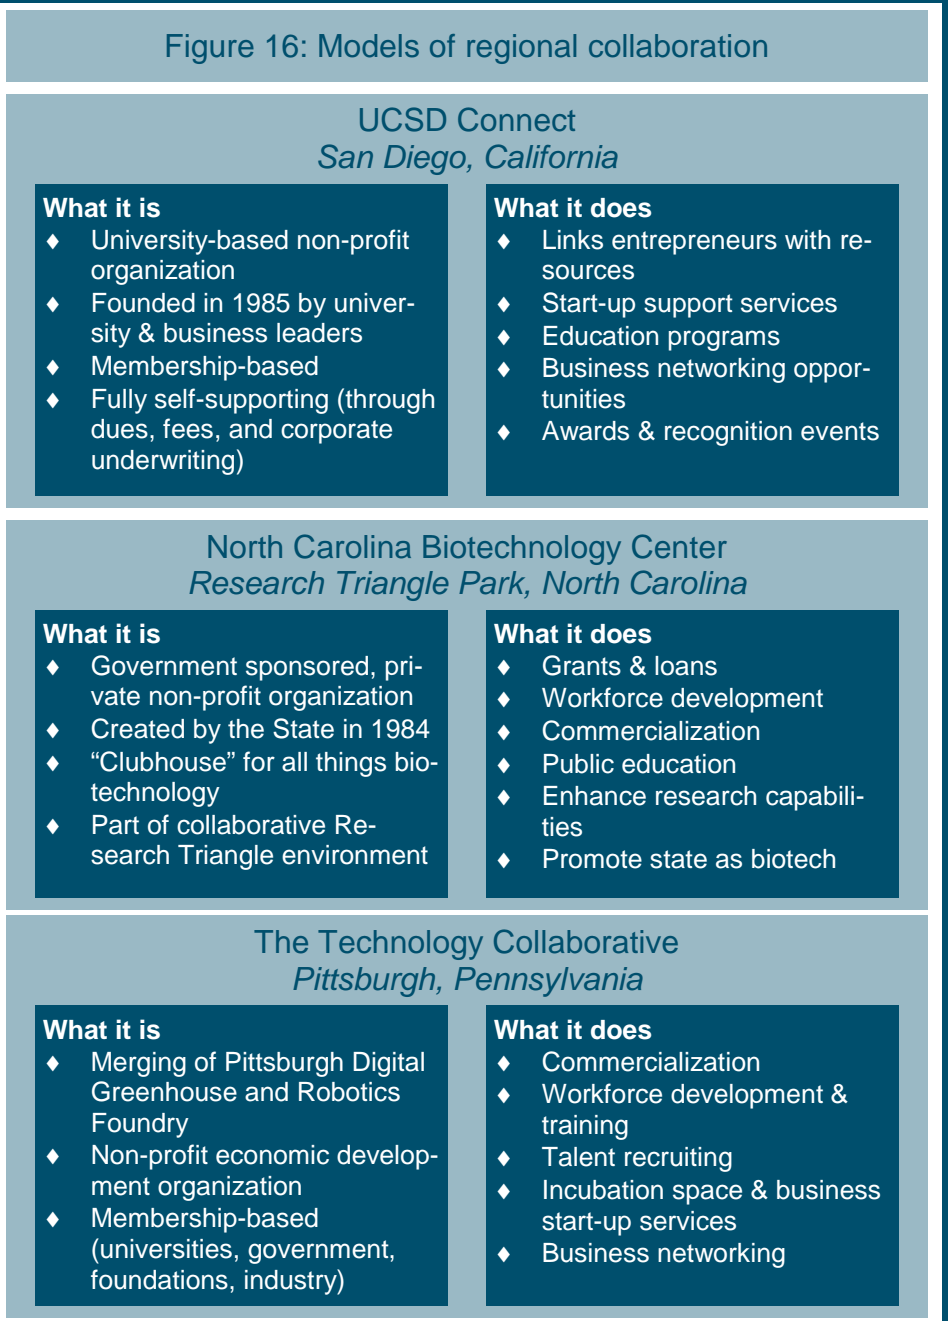 Figure 16: Models of regional collaboration
UCSD Connect
San Diego, California
What it is
♦ University-based non-profit
organization
♦ Founded in 1985 by univer-
sity & business leaders
♦ Membership-based
♦ Fully self-supporting (through
dues, fees, and corporate
underwriting)
What it does
♦ Links entrepreneurs with re-
sources
♦ Start-up support services
♦ Education programs
♦ Business networking oppor-
tunities
♦ Awards & recognition events
North Carolina Biotechnology Center
Research Triangle Park, North Carolina
What it is
♦ Government sponsored, pri-
vate non-profit organization
♦ Created by the State in 1984
♦ “Clubhouse” for all things bio-
technology
♦ Part of collaborative Re-
search Triangle environment
What it does
♦ Grants & loans
♦ Workforce development
♦ Commercialization
♦ Public education
♦ Enhance research capabili-
ties
♦ Promote state as biotech
The Technology Collaborative
Pittsburgh, Pennsylvania
What it is
♦ Merging of Pittsburgh Digital
Greenhouse and Robotics
Foundry
♦ Non-profit economic develop-
ment organization
♦ Membership-based
(universities, government,
foundations, industry)
What it does
♦ Commercialization
♦ Workforce development &
training
♦ Talent recruiting
♦ Incubation space & business
start-up services
♦ Business networking